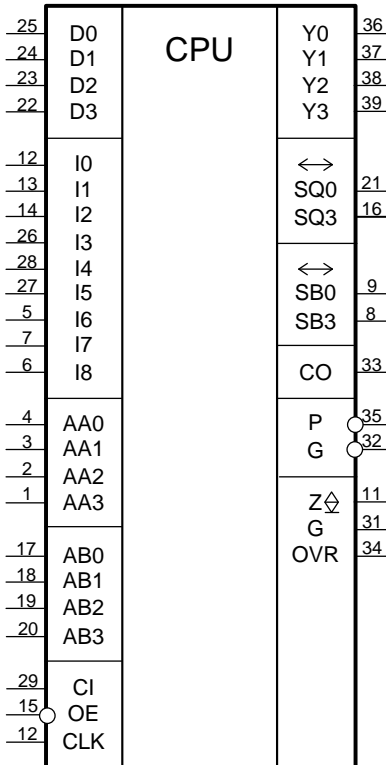 CPU
25 D0 Y0 36
24 D1 Y1 37
23 D2 Y2 38
22 D3 Y3 39
12 I0
13 I1 SQ0 21
14 I2 SQ3 16
26 I3
28 I4
27 I5 SB0 9
5 I6 SB3 8
7 I7
6 I8 CO 33
4 AA0 P 35
3 AA1 G 32
2 AA2
1 AA3 Z 11
G 31
17 AB0 OVR 34
18 AB1
19 AB2
20 AB3
29 CI
15 OE
12 CLK